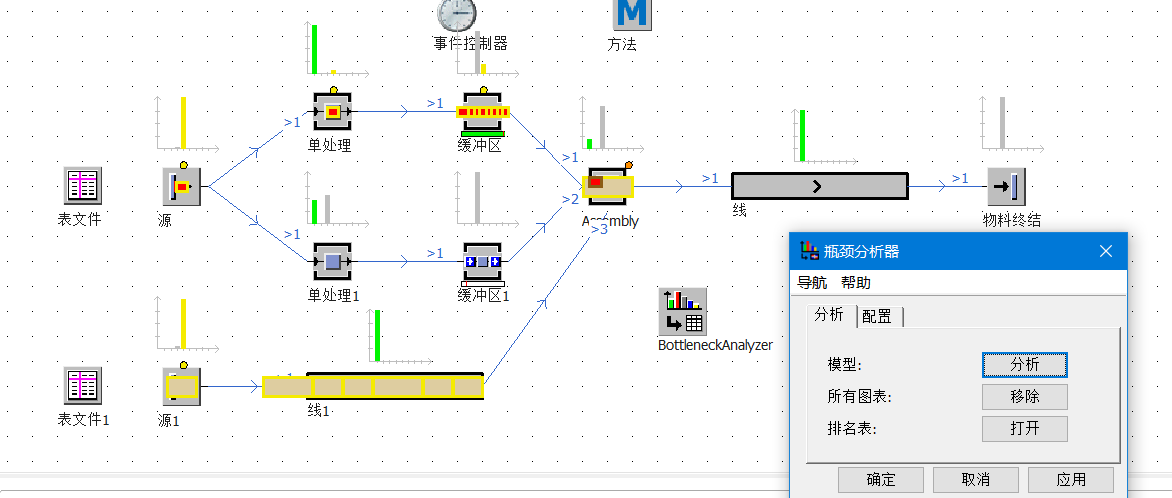 M
事件控制器
方法
>1
>1
单处理
缓冲区
>1
>1
>1
表文件
源
>2
Assembly
>3
线
物料终结
>1
>1
单处理1
缓冲区1
BottleneckAnalyzer
表文件1
源1
线1
瓶颈分析器
导航 帮助
分析 配置
模型: 分析
所有图表: 移除
排名表: 打开
确定 取消 应用